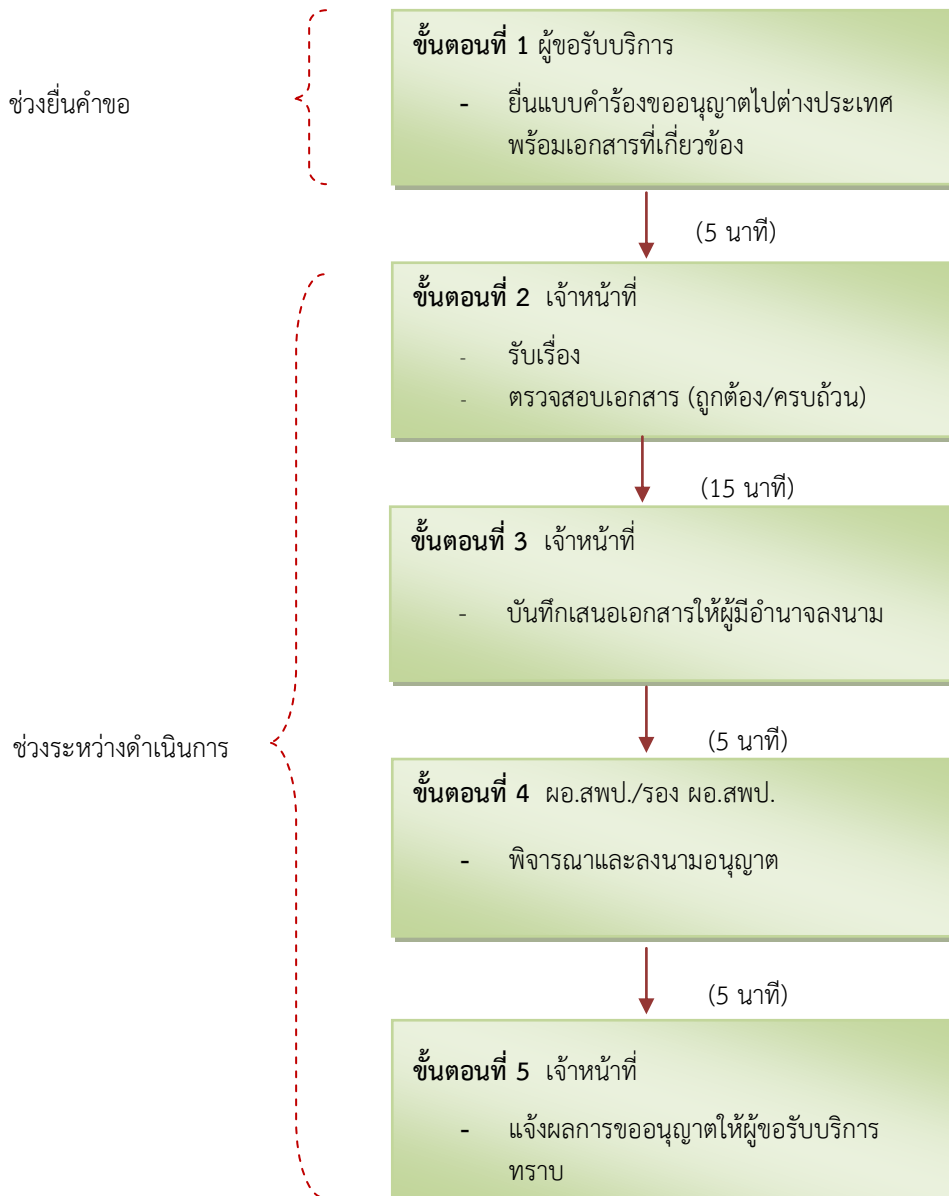 ช่วงยื่นคำขอ
ขั้นตอนที่ 1 ผู้ขอรับบริการ
- ยื่นแบบคำร้องขออนุญาตไปต่างประเทศ
พร้อมเอกสารที่เกี่ยวข้อง
(5 นาที)
ขั้นตอนที่ 2 เจ้าหน้าที่
- รับเรื่อง
- ตรวจสอบเอกสาร (ถูกต้อง/ครบถ้วน)
(15 นาที)
ขั้นตอนที่ 3 เจ้าหน้าที่
- บันทึกเสนอเอกสารให้ผู้มีอำนาจลงนาม
ช่วงระหว่างดำเนินการ
(5 นาที)
ขั้นตอนที่ 4 ผอ.สพป./รอง ผอ.สพป.
- พิจารณาและลงนามอนุญาต
(5 นาที)
ขั้นตอนที่ 5 เจ้าหน้าที่
- แจ้งผลการขออนุญาตให้ผู้ขอรับบริการ
ทราบ